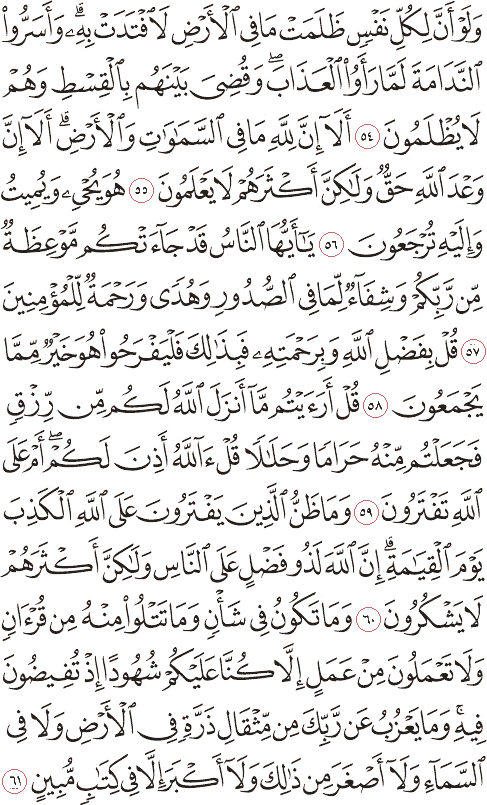 وَلَوْ أَنَّ لِكُلِّ نَفْسٍ ظَلَمَتْ مَا فِي ٱلْأَرْضِ لَٱفْتَدَتْ بِهِۦۗ وَأَسَرُّواْ
ٱلنَّدَامَةَ لَمَّا رَأَوُاْ ٱلْعَذَابَۖ وَقُضِيَ بَيْنَهُم بِٱلْقِسْطِ وَهُمْ
لَا يُظْلَمُونَ ٥٤ أَلَآ إِنَّ لِلَّهِ مَا فِي ٱلسَّمَٰوَٰتِ وَٱلْأَرْضِۗ أَلَآ إِنَّ
وَعْدَ ٱللَّهِ حَقٌّ وَلَٰكِنَّ أَكْثَرَهُمْ لَا يَعْلَمُونَ ٥٥ هُوَ يُحْيِۦ وَيُمِيتُ
وَإِلَيْهِ تُرْجَعُونَ ٥٦ يَٰٓأَيُّهَا ٱلنَّاسُ قَدْ جَآءَتْكُم مَّوْعِظَةٌ
مِّن رَّبِّكُمْ وَشِفَآءٌ لِّمَا فِي ٱلصُّدُورِ وَهُدًى وَرَحْمَةٌ لِّلْمُؤْمِنِينَ
٥٧ قُلْ بِفَضْلِ ٱللَّهِ وَبِرَحْمَتِهِۦ فَبِذَٰلِكَ فَلْيَفْرَحُواْ هُوَ خَيْرٌ مِّمَّا
يَجْمَعُونَ ٥٨ قُلْ أَرَءَيْتُم مَّآ أَنزَلَ ٱللَّهُ لَكُم مِّن رِّزْقٍ
فَجَعَلْتُم مِّنْهُ حَرَامًا وَحَلَٰلًا قُلْ ءَآللَّهُ أَذِنَ لَكُمْۖ أَمْ عَلَى
ٱللَّهِ تَفْتَرُونَ ٥٩ وَمَا ظَنُّ ٱلَّذِينَ يَفْتَرُونَ عَلَى ٱللَّهِ ٱلْكَذِبَ
يَوْمَ ٱلْقِيَٰمَةِۗ إِنَّ ٱللَّهَ لَذُو فَضْلٍ عَلَى ٱلنَّاسِ وَلَٰكِنَّ أَكْثَرَهُمْ
لَا يَشْكُرُونَ ٦٠ وَمَا تَكُونُ فِي شَأْنٍ وَمَا تَتْلُواْ مِنْهُ مِن قُرْءَانٍ
وَلَا تَعْمَلُونَ مِنْ عَمَلٍ إِلَّا كُنَّا عَلَيْكُمْ شُهُودًا إِذْ تُفِيضُونَ
فِيهِۚ وَمَا يَعْزُبُ عَن رَّبِّكَ مِن مِّثْقَالِ ذَرَّةٍ فِي ٱلْأَرْضِ وَلَا فِي
ٱلسَّمَآءِ وَلَآ أَصْغَرَ مِن ذَٰلِكَ وَلَآ أَكْبَرَ إِلَّا فِي كِتَٰبٍ مُّبِينٍ ٦١